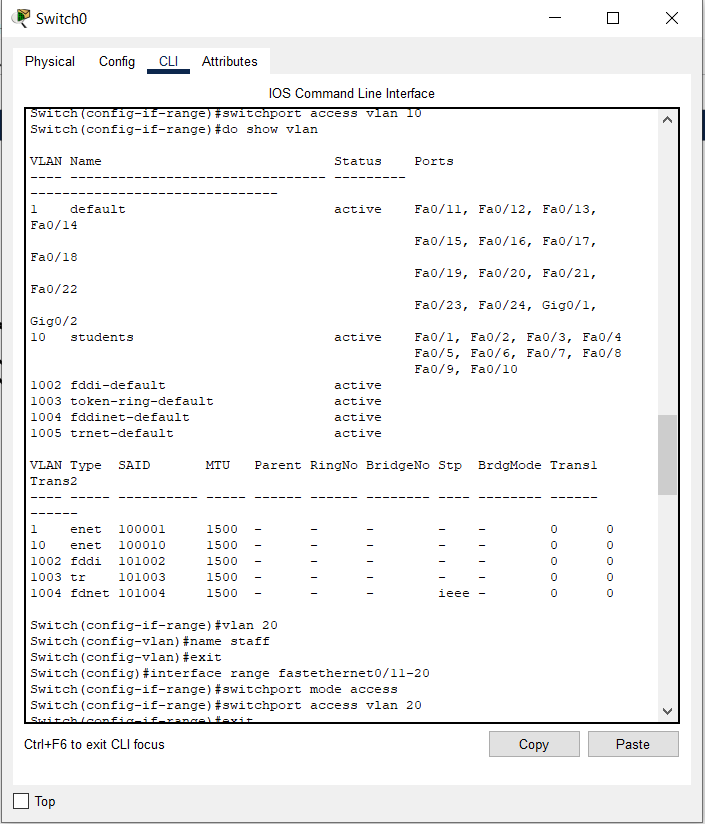 Switch0
Physical Config CLI Attributes
IOS Command Line Interface
Switch(config-if-range)#switchport access vlan 10
Switch(config-if-range)#do show vlan
VLAN Name                             Status    Ports
---- -------------------------------- ---------
-------------------------------
1    default                          active    Fa0/11, Fa0/12, Fa0/13,
Fa0/14
                                                Fa0/15, Fa0/16, Fa0/17,
Fa0/18
                                                Fa0/19, Fa0/20, Fa0/21,
Fa0/22
                                                Fa0/23, Fa0/24, Gig0/1,
Gig0/2
10   students                         active    Fa0/1, Fa0/2, Fa0/3, Fa0/4
                                                Fa0/5, Fa0/6, Fa0/7, Fa0/8
                                                Fa0/9, Fa0/10
1002 fddi-default                     active
1003 token-ring-default               active
1004 fddinet-default                  active
1005 trnet-default                    active
VLAN Type  SAID       MTU   Parent RingNo BridgeNo Stp  BrdgMode Trans1
Trans2
---- ----- ---------- ----- ------ ------ -------- ---- -------- ------
------
1    enet  100001     1500  -      -      -        -    -        0      0
10   enet  100010     1500  -      -      -        -    -        0      0
1002 fddi  101002     1500  -      -      -        -    -        0      0
1003 tr    101003     1500  -      -      -        -    -        0      0
1004 fdnet 101004     1500  -      -      -        ieee -        0      0
Switch(config-if-range)#vlan 20
Switch(config-vlan)#name staff
Switch(config-vlan)#exit
Switch(config)#interface range fastethernet0/11-20
Switch(config-if-range)#switchport mode access
Switch(config-if-range)#switchport access vlan 20
Switch(config-if-range)#exit
Ctrl+F6 to exit CLI focus
Copy Paste
Top